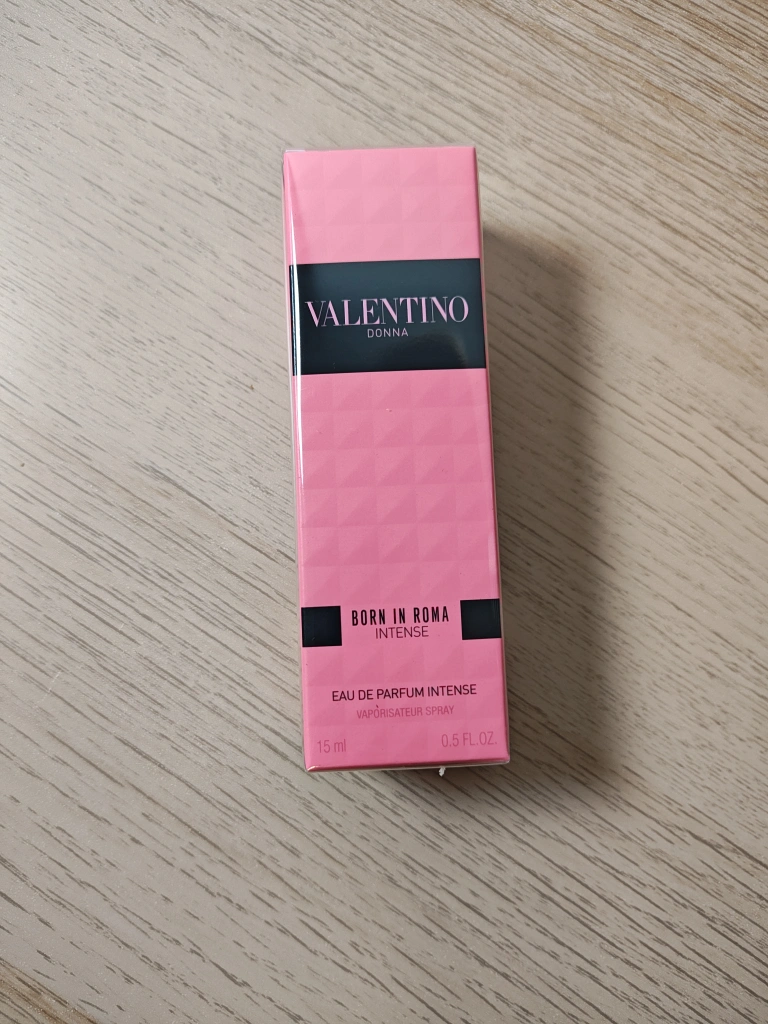 VALENTINO
DONNA
BORN IN ROMA
INTENSE
EAU DE PARFUM INTENSE
VAPORISATEUR SPRAY
15 ml 0.5 FL.OZ.